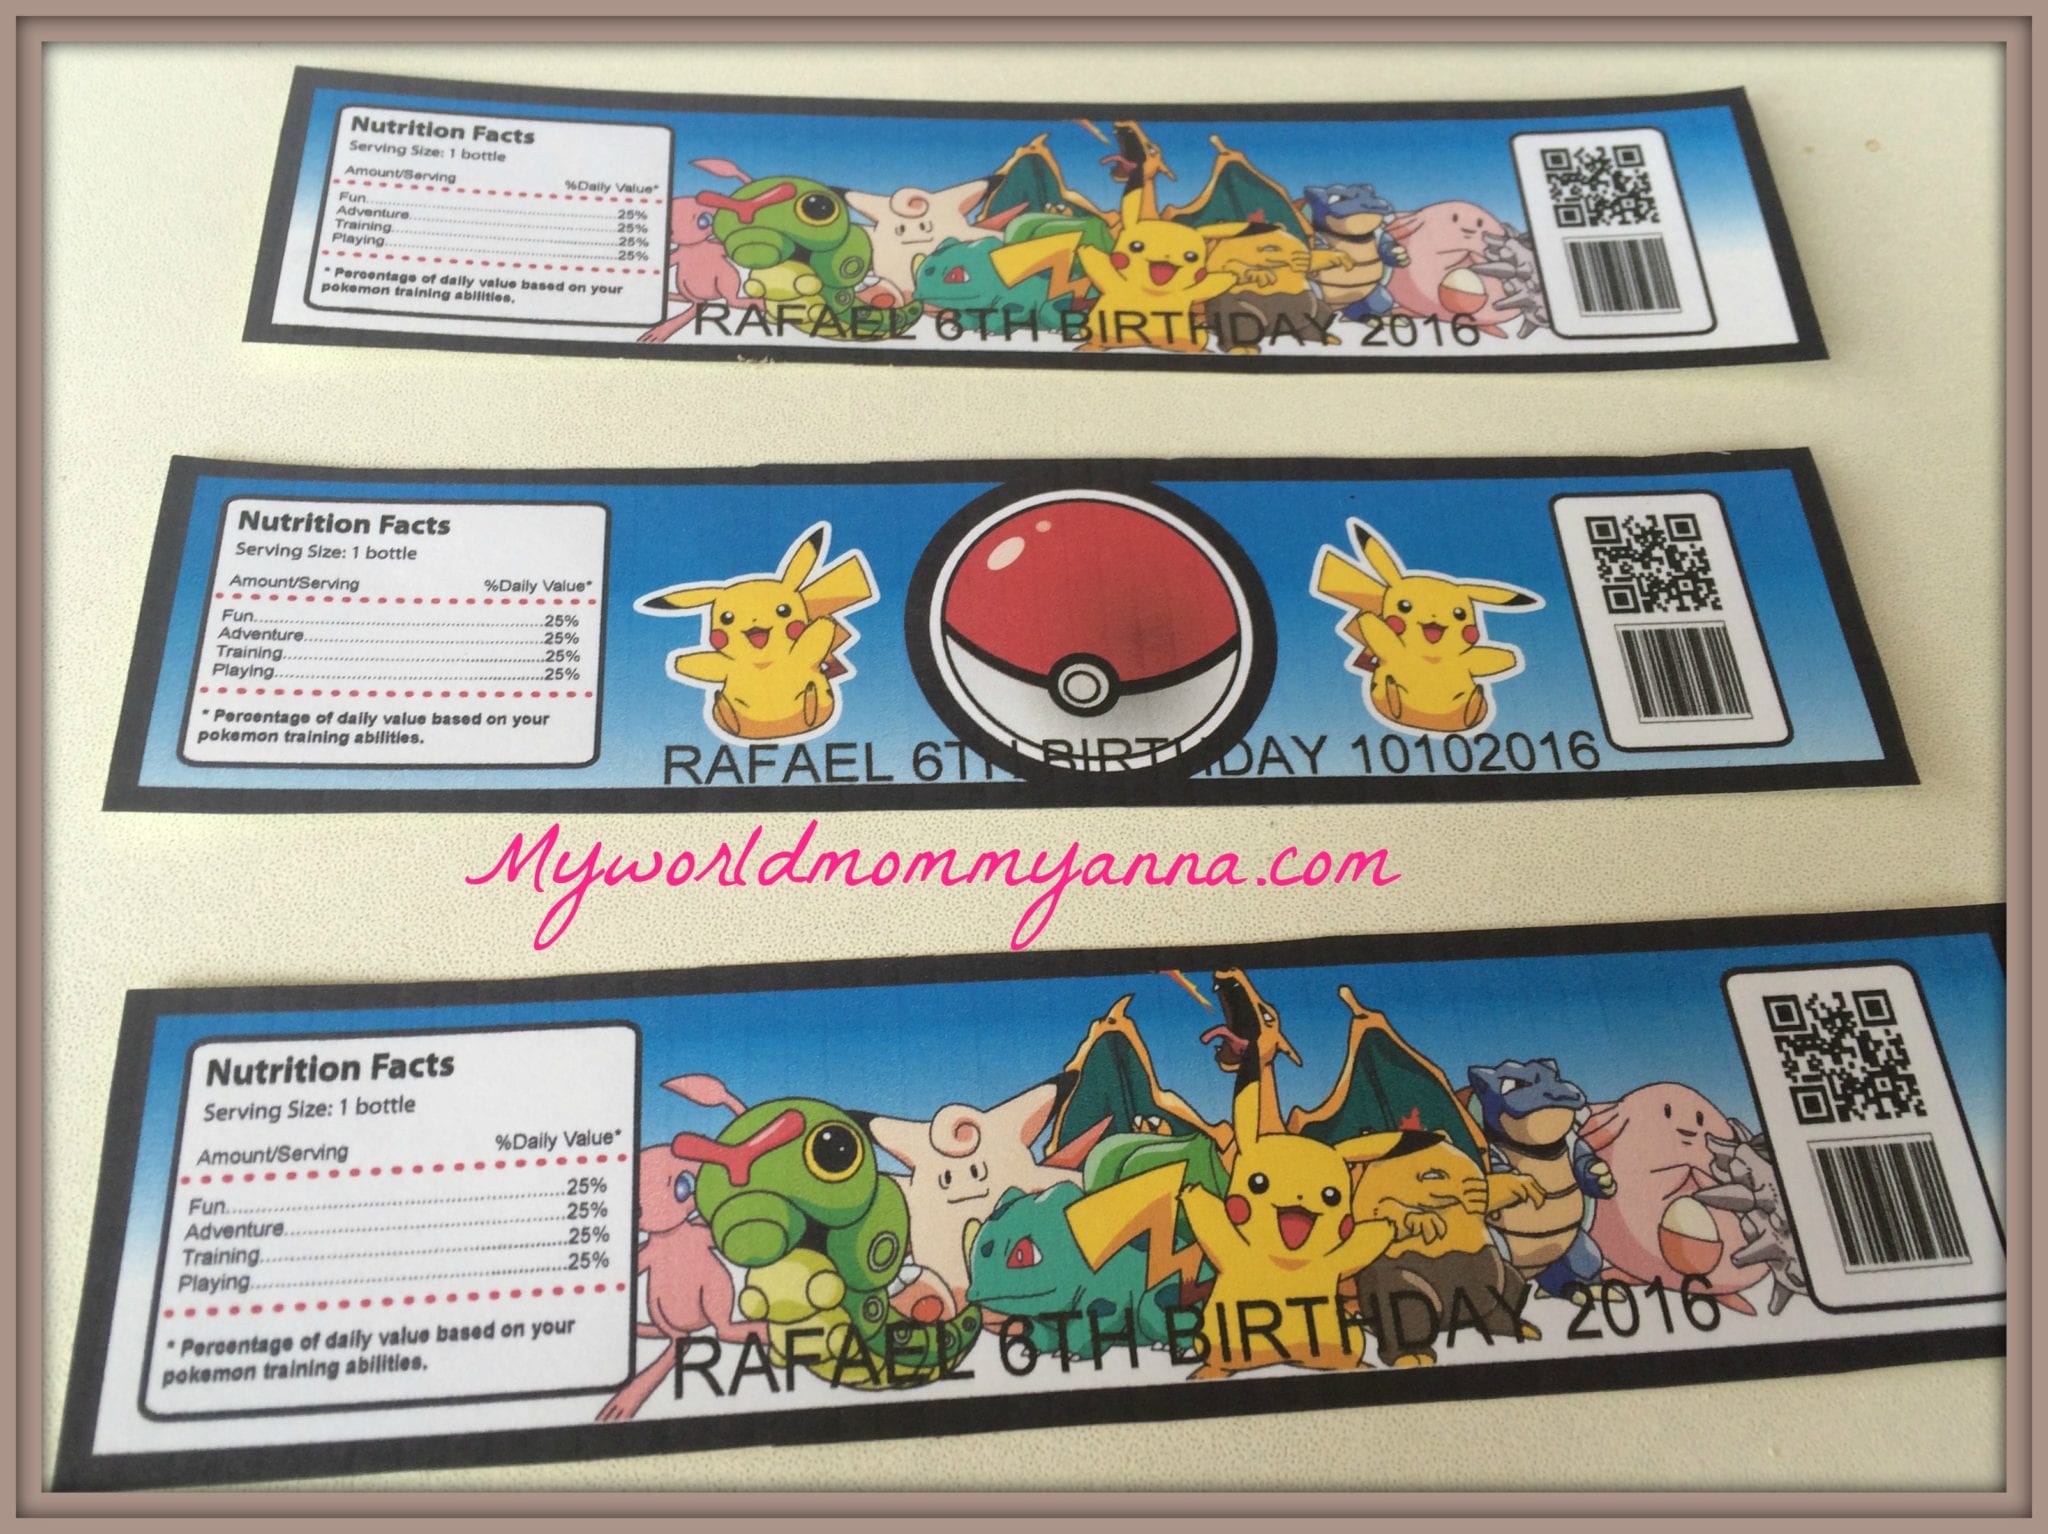 Nutrition Facts
Serving Size: 1 bottle
Amount/Serving %Daily Value*
Fun..........25%
Adventure..........25%
Training..........25%
Playing..........25%
* Percentage of daily value based on your
pokemon training abilities.
RAFAEL 6TH BIRTHDAY 2016
Nutrition Facts
Serving Size: 1 bottle
Amount/Serving %Daily Value*
Fun..........25%
Adventure..........25%
Training..........25%
Playing..........25%
* Percentage of daily value based on your
pokemon training abilities.
RAFAEL 6TH BIRTHDAY 10102016
Myworldmommyanna.com
Nutrition Facts
Serving Size: 1 bottle
Amount/Serving %Daily Value*
Fun..........25%
Adventure..........25%
Training..........25%
Playing..........25%
* Percentage of daily value based on your
pokemon training abilities.
RAFAEL 6TH BIRTHDAY 2016